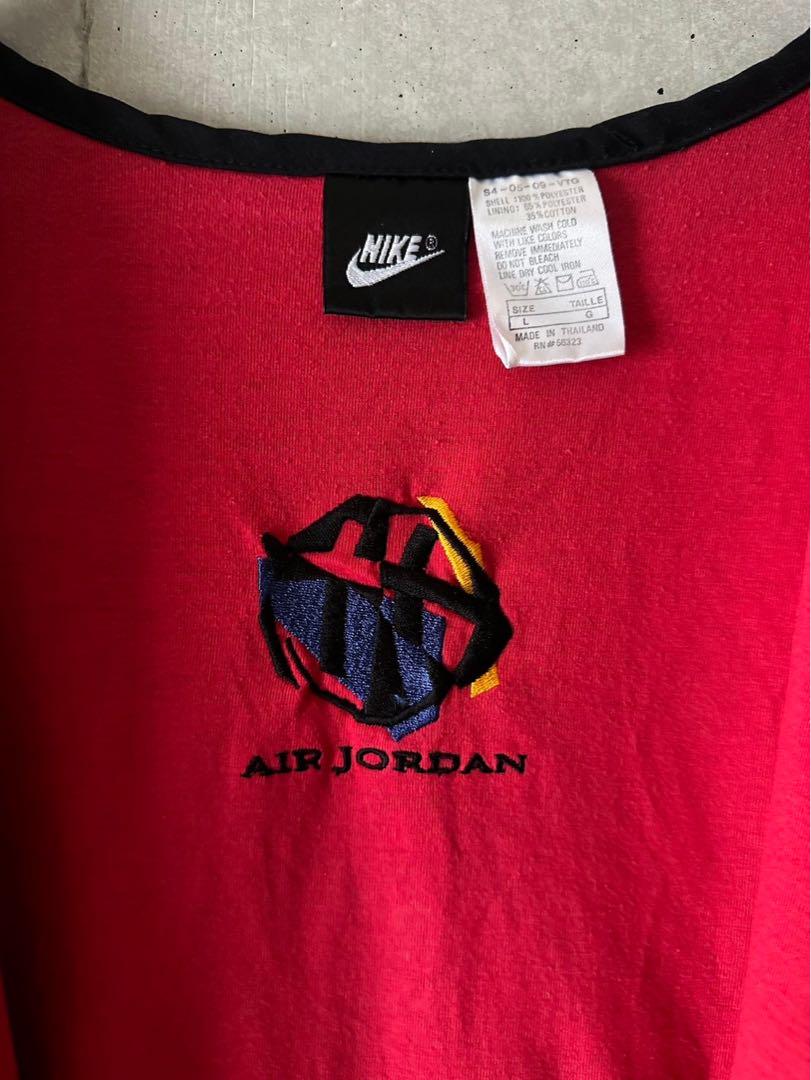 NIKE®
S4-05-09-VTG
SHELL :100 % POLYESTER
LINING: 65% POLYESTER
35% COTTON
MACHINE WASH COLD
WITH LIKE COLORS
REMOVE IMMEDIATELY
DO NOT BLEACH
LINE DRY COOL IRON
SIZE TAILLE
L G
MADE IN THAILAND
RN#56323
AIR JORDAN